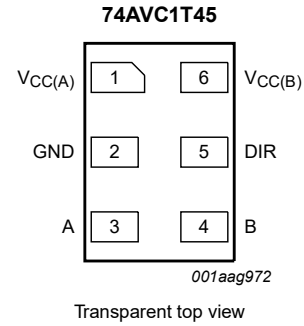 74AVC1T45
VCC(A) 1 6 VCC(B)
GND 2 5 DIR
A 3 4 B
001aag972
Transparent top view